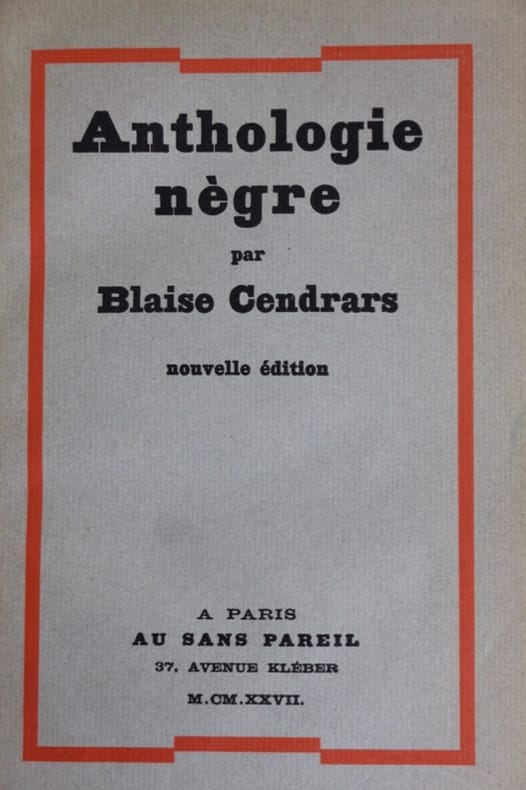 Anthologie
nègre
par
Blaise Cendrars
nouvelle édition
A PARIS
AU SANS PAREIL
37, AVENUE KLÉBER
M.CM.XXVII.